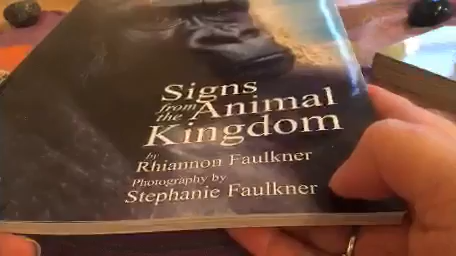 Signs
from Animal
the
Kingdom
by
Rhiannon Faulkner
Photography by
Stephanie Faulkner